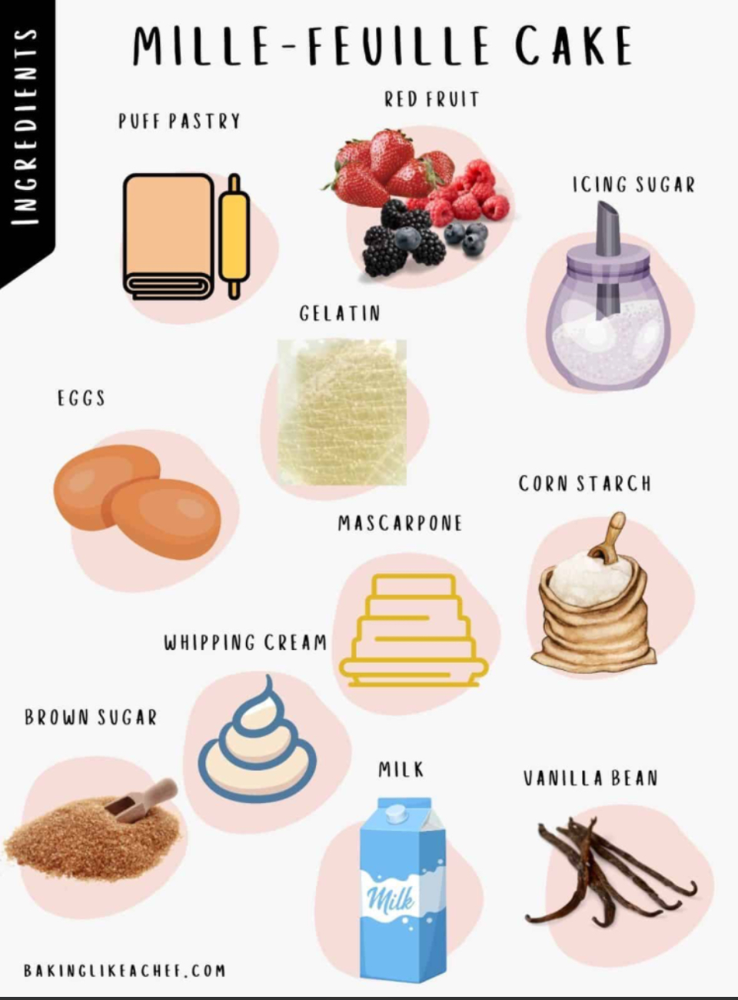 INGREDIENTS
MILLE-FEUILLE CAKE
RED FRUIT
PUFF PASTRY
ICING SUGAR
GELATIN
EGGS
CORN STARCH
MASCARPONE
WHIPPING CREAM
BROWN SUGAR
MILK
VANILLA BEAN
Milk
BAKINGLIKEACHEF.COM